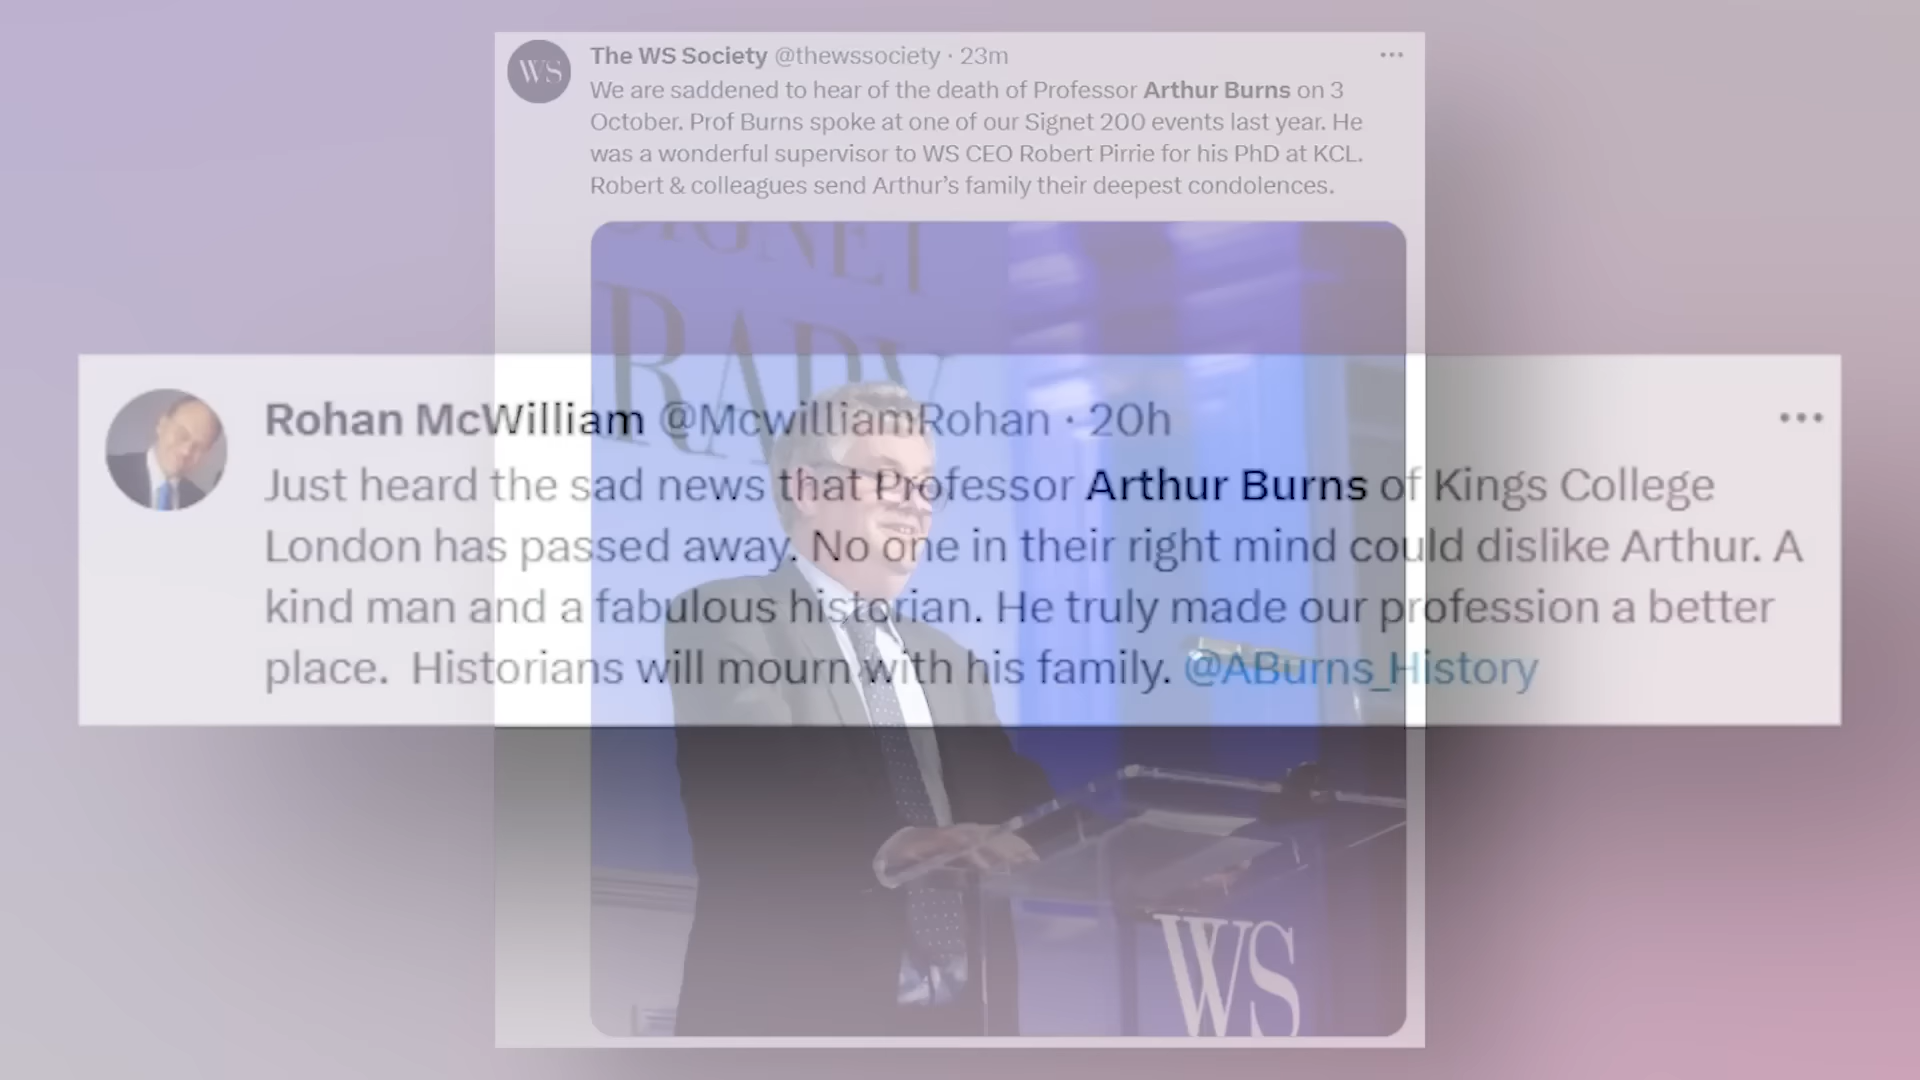 WS
The WS Society @thewssociety · 23m
We are saddened to hear of the death of Professor Arthur Burns on 3
October. Prof Burns spoke at one of our Signet 200 events last year. He
was a wonderful supervisor to WS CEO Robert Pirrie for his PhD at KCL.
Robert & colleagues send Arthur’s family their deepest condolences.
SIGNET
RARY
Rohan McWilliam @McwilliamRohan · 20h
Just heard the sad news that Professor Arthur Burns of Kings College
London has passed away. No one in their right mind could dislike Arthur. A
kind man and a fabulous historian. He truly made our profession a better
place. Historians will mourn with his family. @ABurns_History
WS